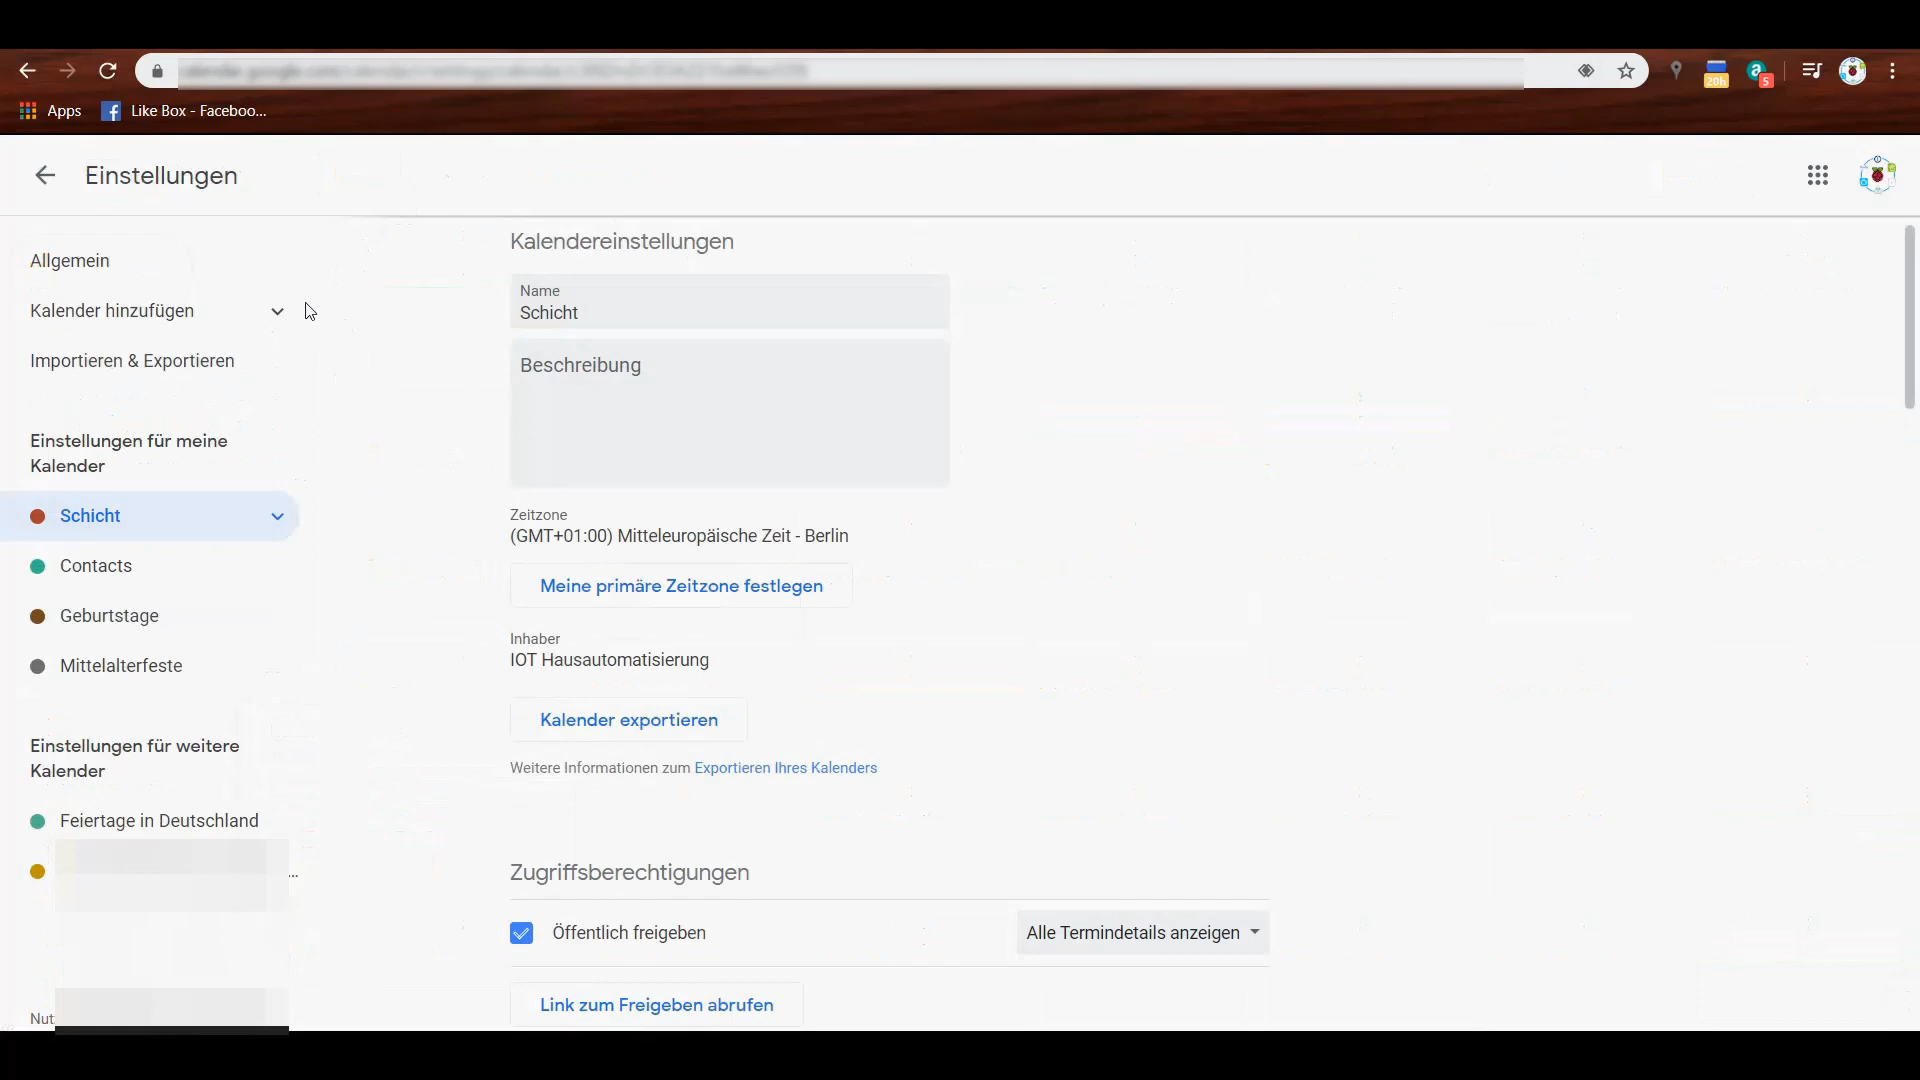 Apps
Like Box - Faceboo...
20h
a
5
Einstellungen
Allgemein
Kalender hinzufügen
Importieren & Exportieren
Einstellungen für meine
Kalender
Schicht
Contacts
Geburtstage
Mittelalterfeste
Einstellungen für weitere
Kalender
Feiertage in Deutschland
...
Nut
Kalendereinstellungen
Name
Schicht
Beschreibung
Zeitzone
(GMT+01:00) Mitteleuropäische Zeit - Berlin
Meine primäre Zeitzone festlegen
Inhaber
IOT Hausautomatisierung
Kalender exportieren
Weitere Informationen zum Exportieren Ihres Kalenders
Zugriffsberechtigungen
Öffentlich freigeben
Alle Termindetails anzeigen
Link zum Freigeben abrufen